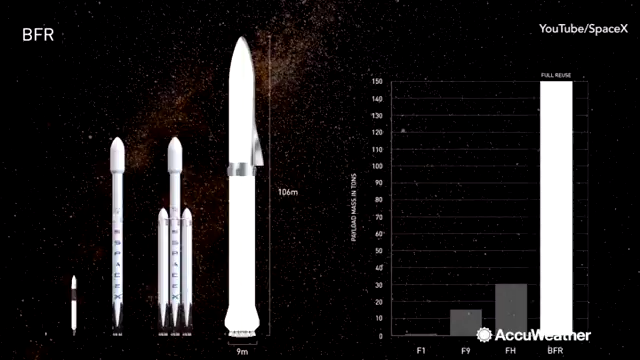 BFR
YouTube/SpaceX
FULL REUSE
150
140
130
120
110
100
90
80
70
60
50
40
30
20
10
0
PAYLOAD MASS, IN TONS
106m
9m
SPACEX
SPACEX
F1
F9
FH
BFR
AccuWeather